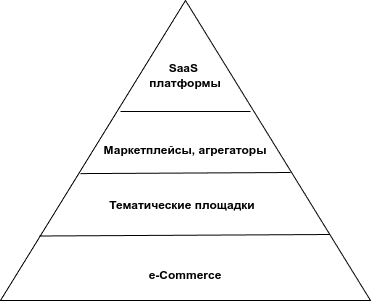 SaaS
платформы
Маркетплейсы, агрегаторы
Тематические площадки
e-Commerce